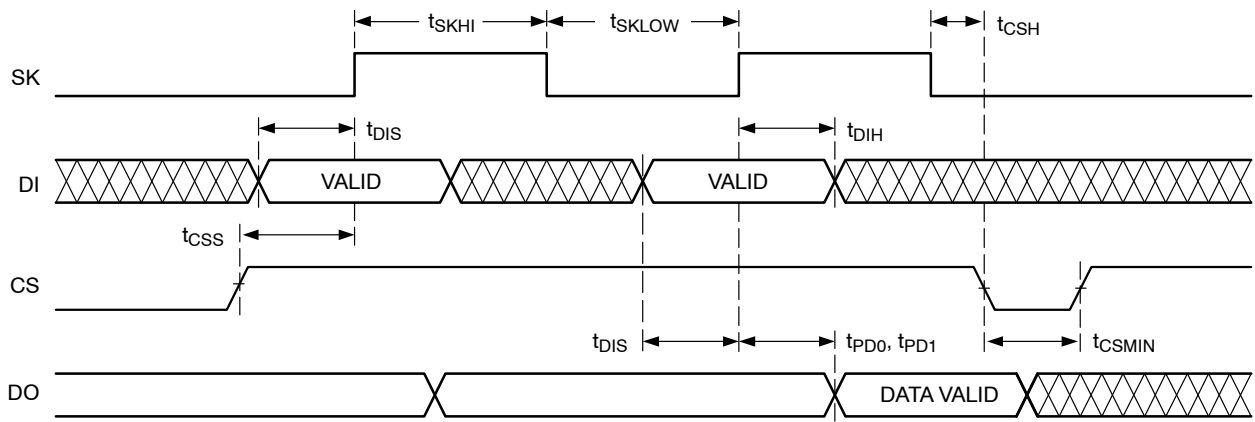 tSKHI
tSKLOW
tCSH
SK
tDIS
tDIH
DI
VALID
VALID
tCSS
CS
tDIS
tPD0, tPD1
tCSMIN
DO
DATA VALID